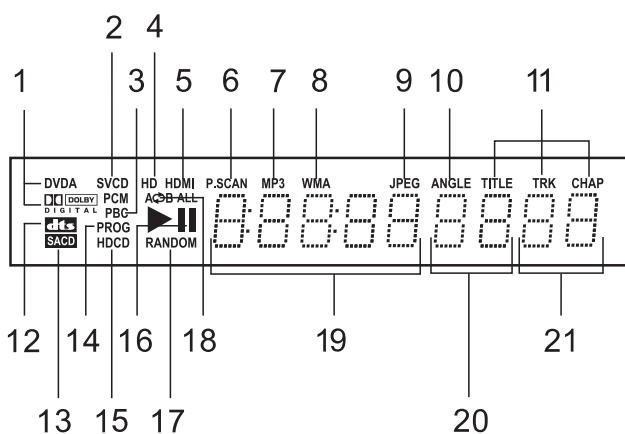 2 4
1 3 5 6 7 8 9 10 11
DVDA SVCD HD HDMI P.SCAN MP3 WMA JPEG ANGLE TITLE TRK CHAP
DOLBY PCM A B ALL
DIGITAL PBC
dts PROG
SACD HDCD RANDOM
12 14 16 18 19 21
13 15 17 20